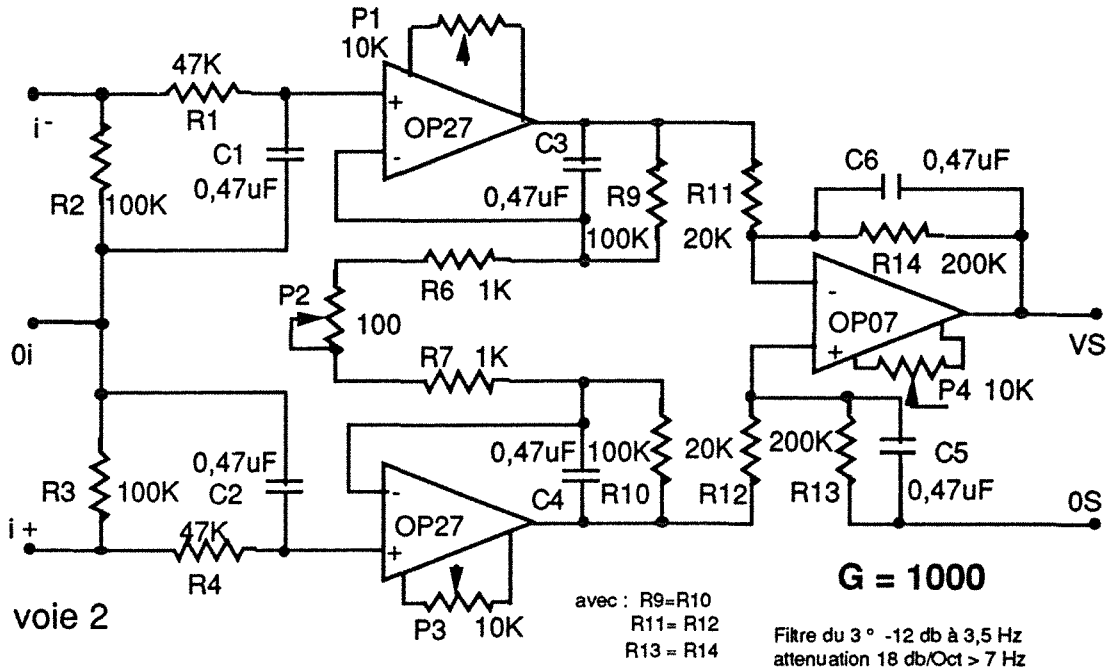 P1
10K
47K
R1
i-
OP27
+
-
C1
0,47uF
R2
100K
C3
0,47uF
R9
100K
R11
20K
C6
0,47uF
R14
200K
R6
1K
P2
100
0i
-
OP07
+
VS
R7
1K
P4
10K
R3
100K
0,47uF
C2
0,47uF
100K
C4
R10
20K
R12
200K
R13
C5
0,47uF
0S
i +
47K
R4
-
OP27
+
P3
10K
voie 2
G = 1000
avec : R9=R10
R11= R12
R13 = R14
Filtre du 3 ° -12 db à 3,5 Hz
attenuation 18 db/Oct > 7 Hz